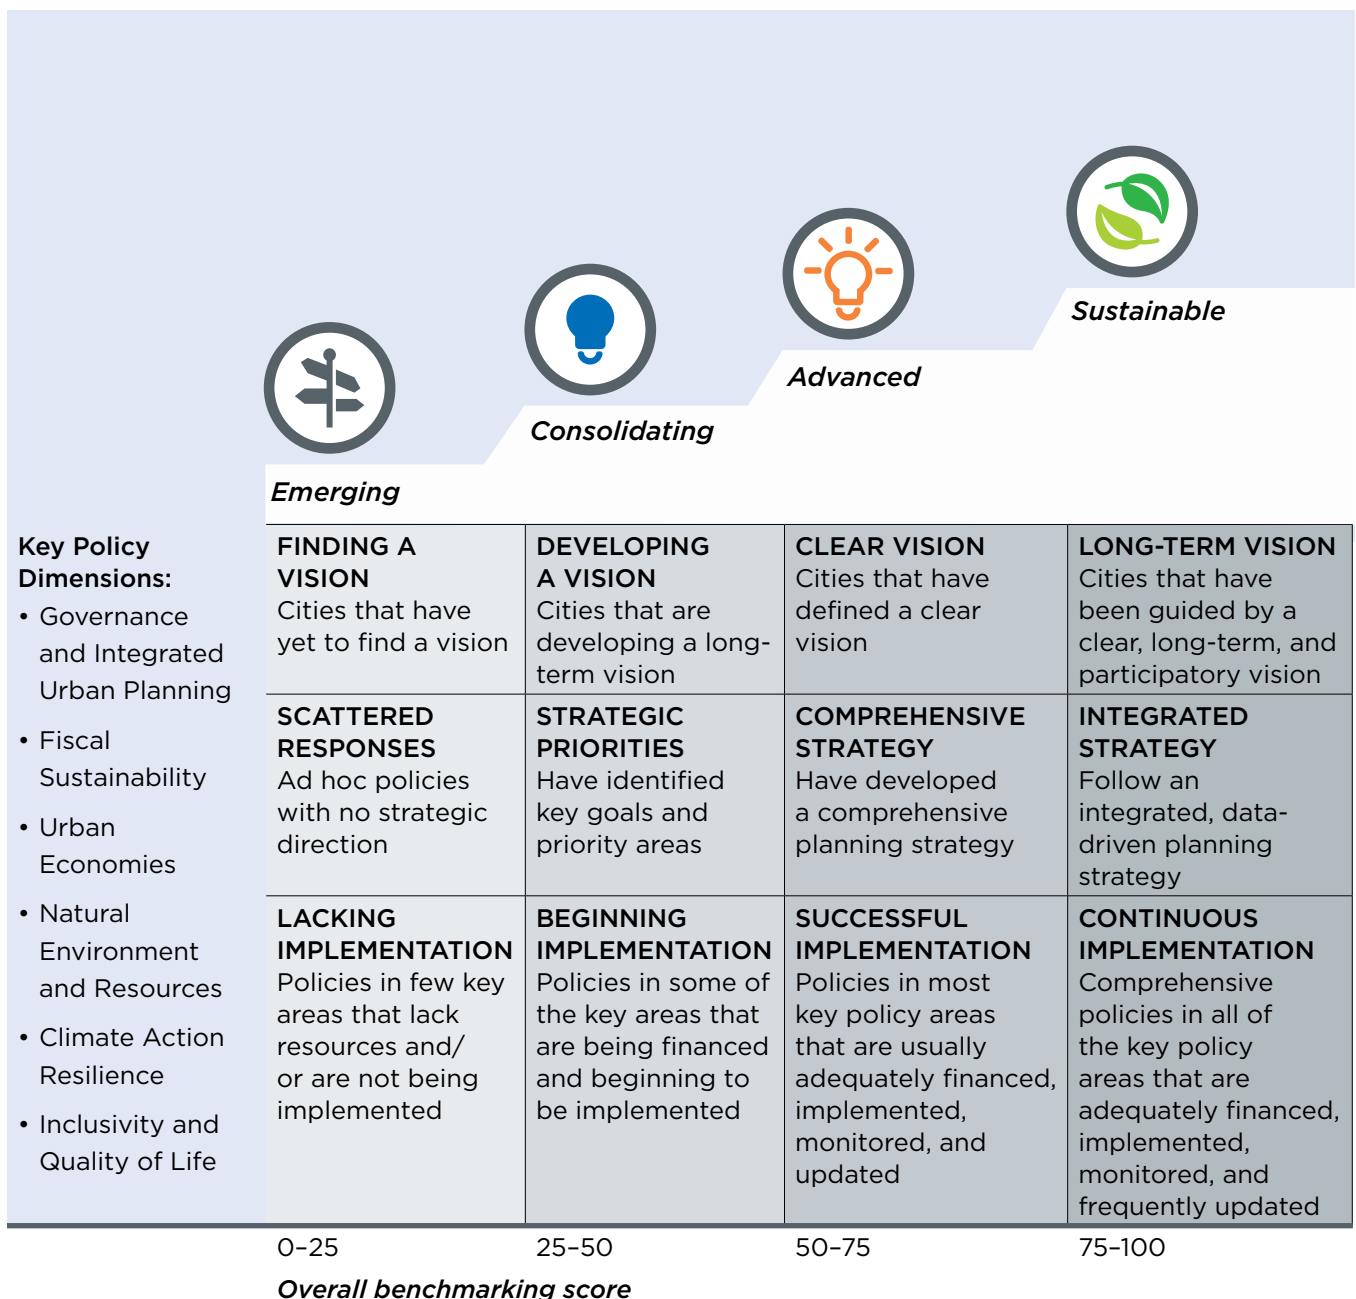 Sustainable
Advanced
Consolidating
Emerging
Key Policy
Dimensions:
• Governance
and Integrated
Urban Planning
• Fiscal
Sustainability
• Urban
Economies
• Natural
Environment
and Resources
• Climate Action
Resilience
• Inclusivity and
Quality of Life
FINDING A
VISION
Cities that have
yet to find a vision
DEVELOPING
A VISION
Cities that are
developing a long-
term vision
CLEAR VISION
Cities that have
defined a clear
vision
LONG-TERM VISION
Cities that have
been guided by a
clear, long-term, and
participatory vision
SCATTERED
RESPONSES
Ad hoc policies
with no strategic
direction
STRATEGIC
PRIORITIES
Have identified
key goals and
priority areas
COMPREHENSIVE
STRATEGY
Have developed
a comprehensive
planning strategy
INTEGRATED
STRATEGY
Follow an
integrated, data-
driven planning
strategy
LACKING
IMPLEMENTATION
Policies in few key
areas that lack
resources and/
or are not being
implemented
BEGINNING
IMPLEMENTATION
Policies in some of
the key areas that
are being financed
and beginning to
be implemented
SUCCESSFUL
IMPLEMENTATION
Policies in most
key policy areas
that are usually
adequately financed,
implemented,
monitored, and
updated
CONTINUOUS
IMPLEMENTATION
Comprehensive
policies in all of
the key policy
areas that are
adequately financed,
implemented,
monitored, and
frequently updated
0–25
25–50
50–75
75–100
Overall benchmarking score